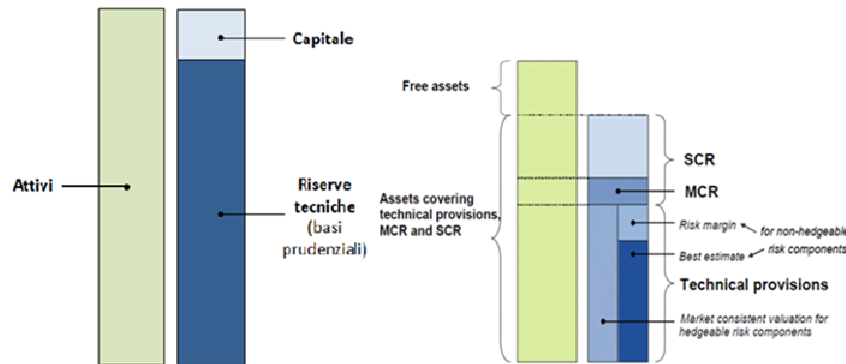 Capitale
Attivi
Riserve
tecniche
(basi
prudenziali)
Free assets
Assets covering
technical provisions,
MCR and SCR
SCR
MCR
Risk margin
Best estimate
for non-hedgeable
risk components
Technical provisions
Market consistent valuation for
hedgeable risk components